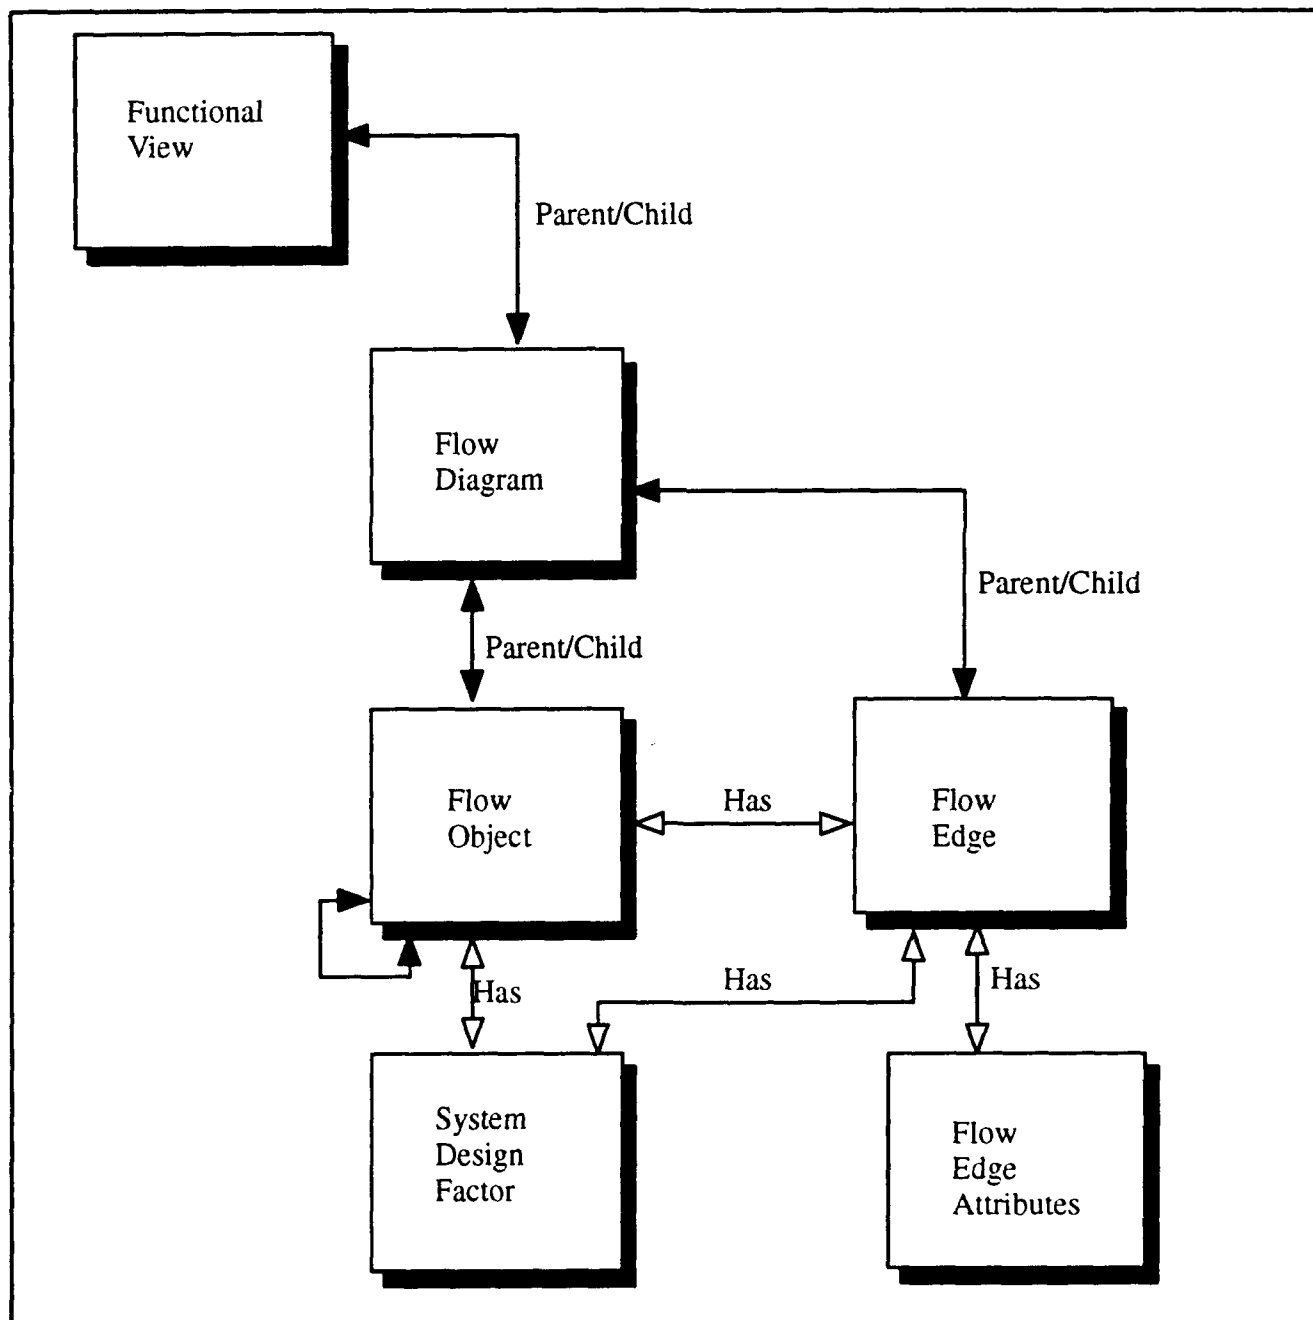 Functional
View
Parent/Child
Flow
Diagram
Parent/Child
Parent/Child
Flow
Object
Has
Flow
Edge
Has
Has
Has
System
Design
Factor
Flow
Edge
Attributes